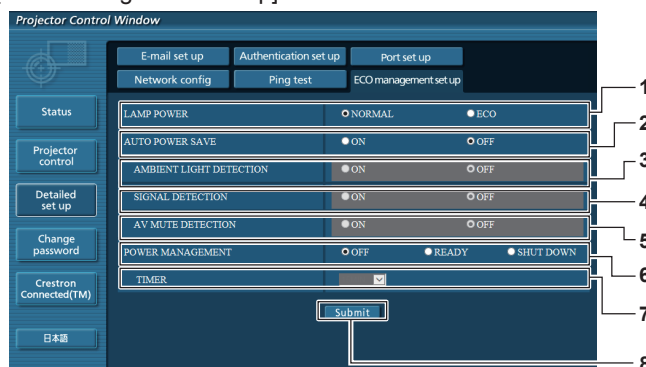 set up]
Projector Control Window
E-mail set up Authentication set up Port set up
Network config Ping test ECO management set up
Status
Projector control
Detailed set up
Change password
Crestron Connected(TM)
日本語
LAMP POWER NORMAL ECO 1
AUTO POWER SAVE ON OFF 2
AMBIENT LIGHT DETECTION ON OFF 3
SIGNAL DETECTION ON OFF 4
AV MUTE DETECTION ON OFF 5
POWER MANAGEMENT OFF READY SHUT DOWN 6
TIMER 7
Submit 8